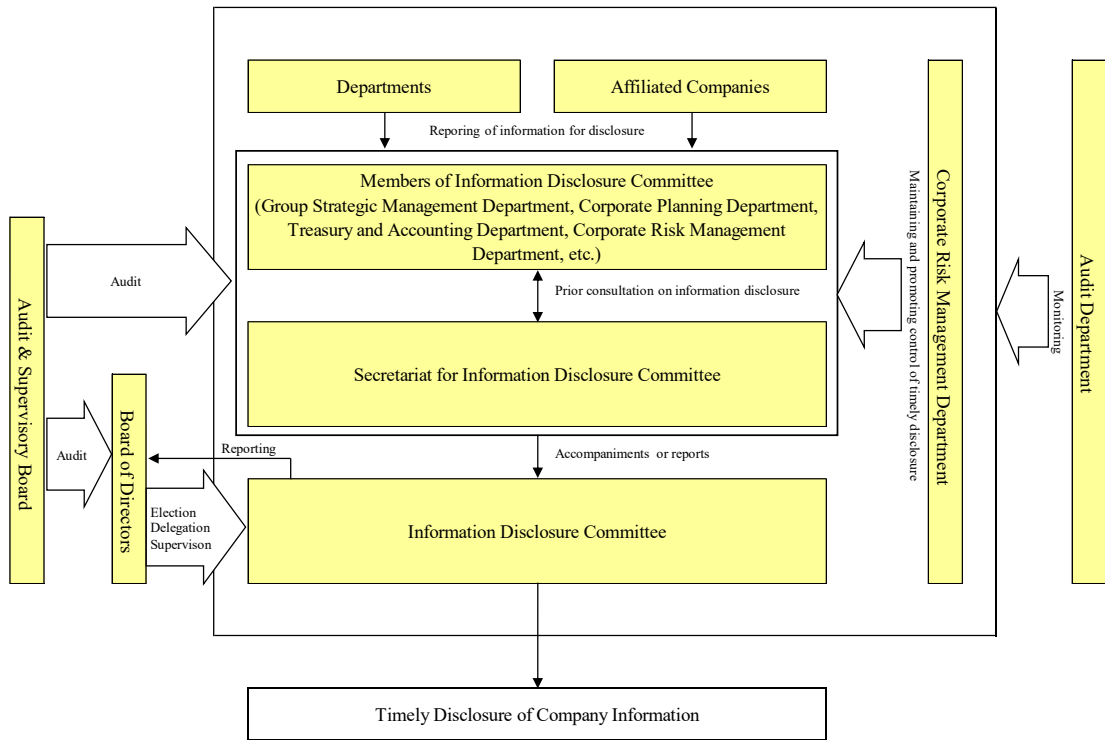 Departments
Affiliated Companies
Reporting of information for disclosure
Members of Information Disclosure Committee
(Group Strategic Management Department, Corporate Planning Department,
Treasury and Accounting Department, Corporate Risk Management
Department, etc.)
Audit
Prior consultation on information disclosure
Secretariat for Information Disclosure Committee
Audit & Supervisory Board
Audit
Board of Directors
Reporting
Accompaniments or reports
Election
Delegation
Supervison
Information Disclosure Committee
Maintaining and promoting control of timely disclosure
Corporate Risk Management Department
Monitoring
Audit Department
Timely Disclosure of Company Information